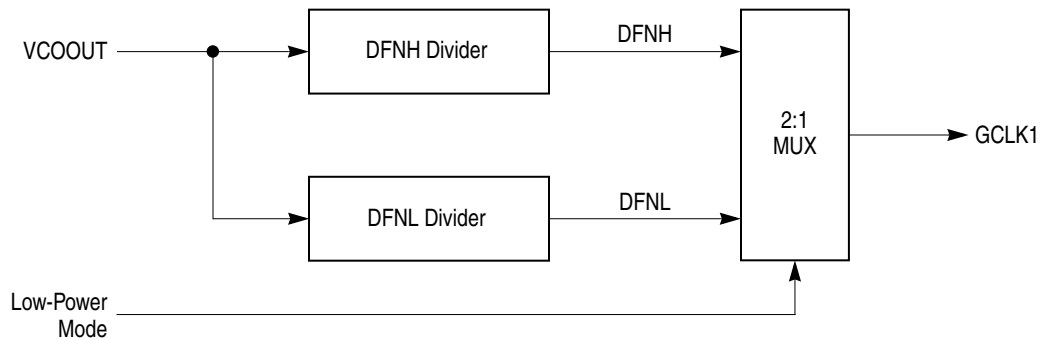 VCOOUT
DFNH Divider
DFNH
2:1
MUX
GCLK1
DFNL Divider
DFNL
Low-Power
Mode